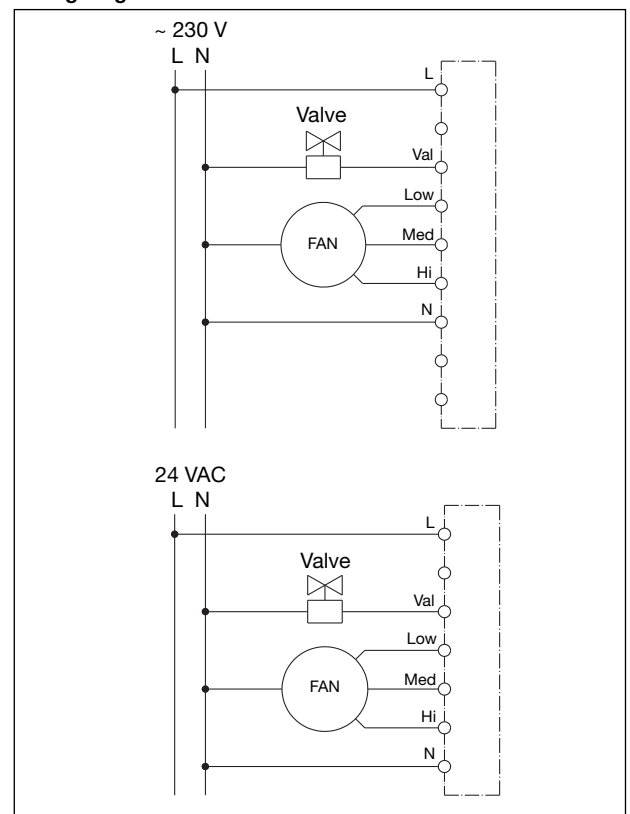 ~ 230 V
L N
L
Valve
Val
Low
FAN
Med
Hi
N
24 VAC
L N
L
Valve
Val
Low
FAN
Med
Hi
N